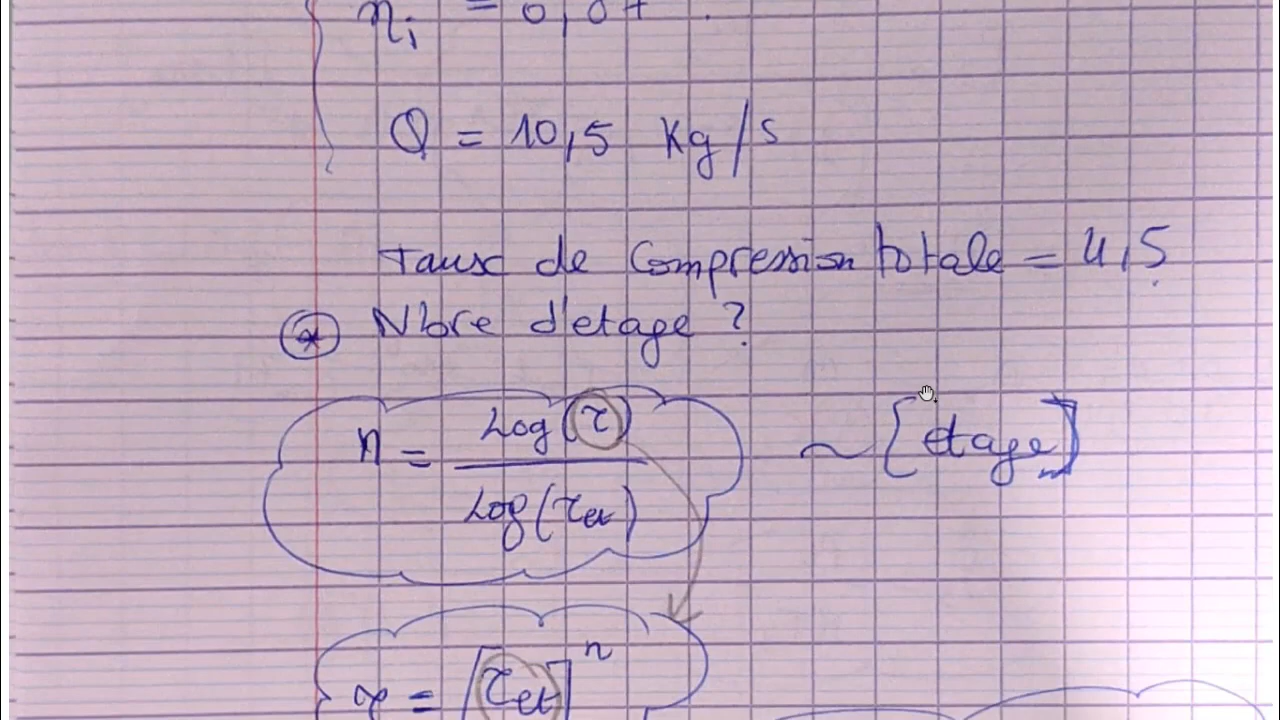 Q = 10,5 Kg/s
Taux de Compression totale = 4,5
* Nbre d'etage ?
n = Log(τ) / Log(τet) ~ [etage]
τ = [τet]^n